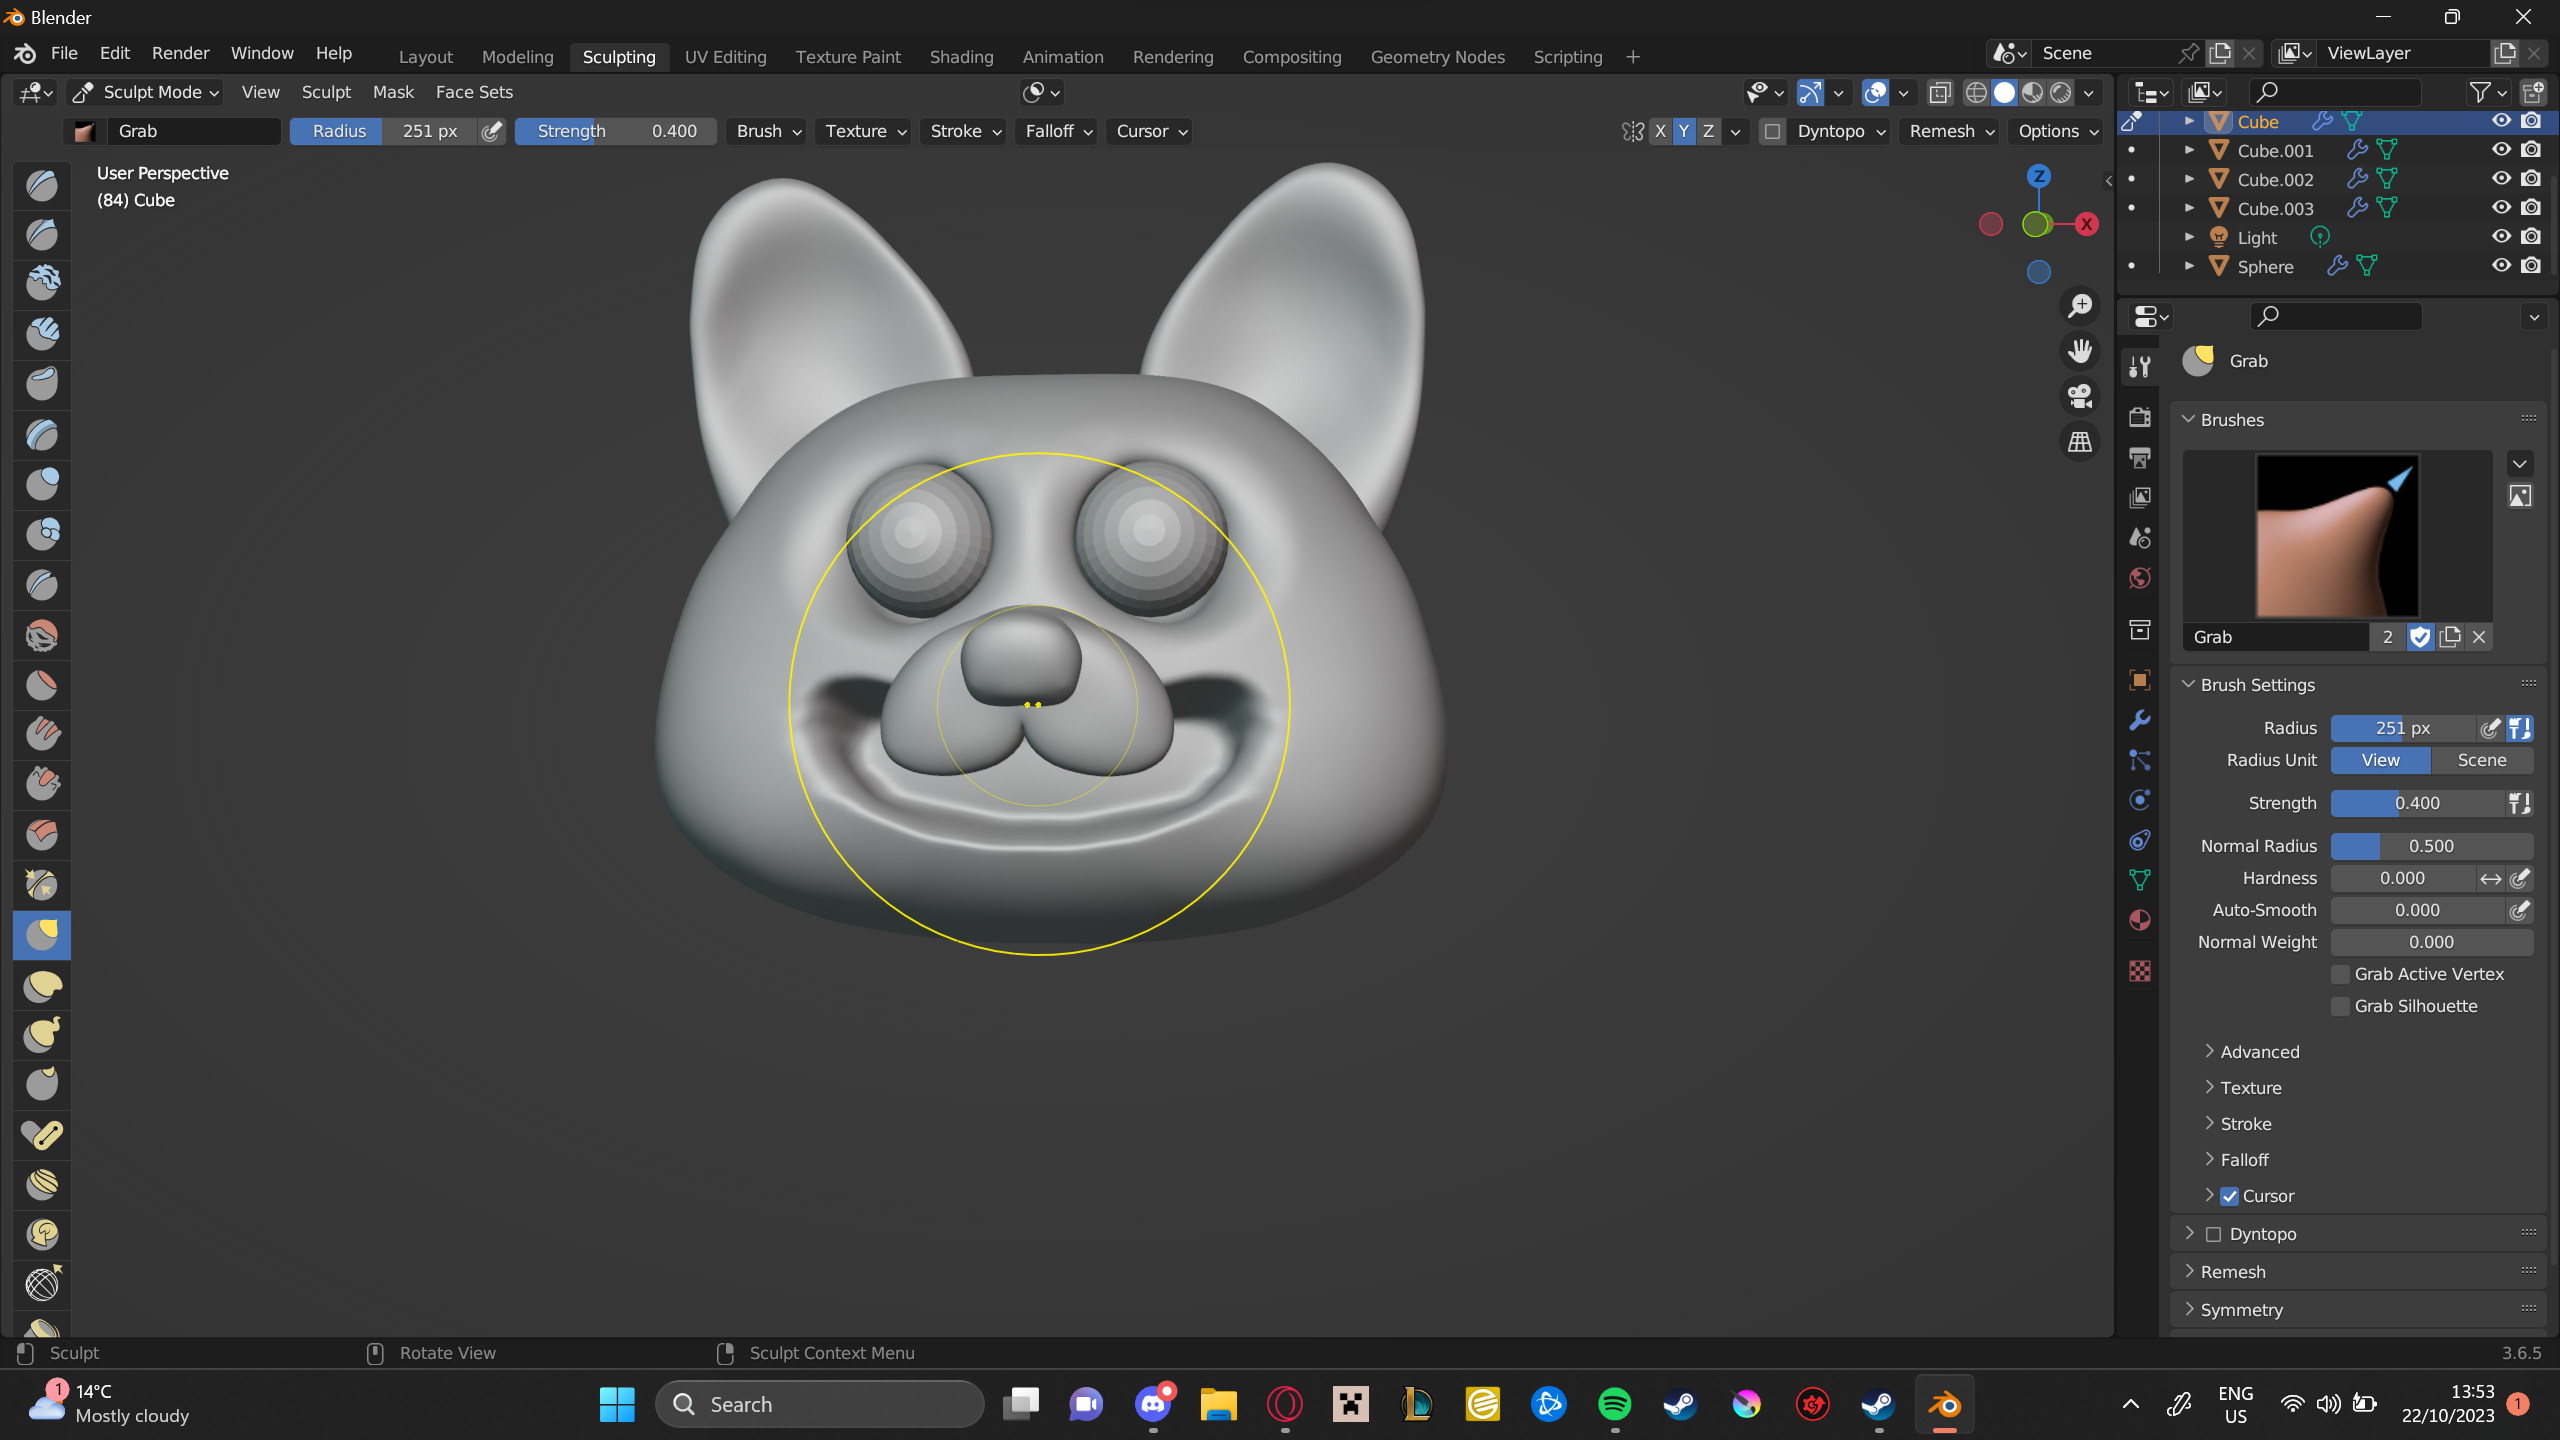 Blender
File Edit Render Window Help Layout Modeling Sculpting UV Editing Texture Paint Shading Animation Rendering Compositing Geometry Nodes Scripting + Scene ViewLayer
Sculpt Mode View Sculpt Mask Face Sets
Grab Radius 251 px Strength 0.400 Brush Texture Stroke Falloff Cursor X Y Z Dyntopo Remesh Options
User Perspective
(84) Cube
Z
X
Cube
Cube.001
Cube.002
Cube.003
Light
Sphere
Grab
Brushes
Grab 2
Brush Settings
Radius 251 px
Radius Unit View Scene
Strength 0.400
Normal Radius 0.500
Hardness 0.000
Auto-Smooth 0.000
Normal Weight 0.000
Grab Active Vertex
Grab Silhouette
Advanced
Texture
Stroke
Falloff
Cursor
Dyntopo
Remesh
Symmetry
Sculpt Rotate View Sculpt Context Menu 3.6.5
1 14°C
Mostly cloudy
Search
ENG
US
13:53
22/10/2023
1